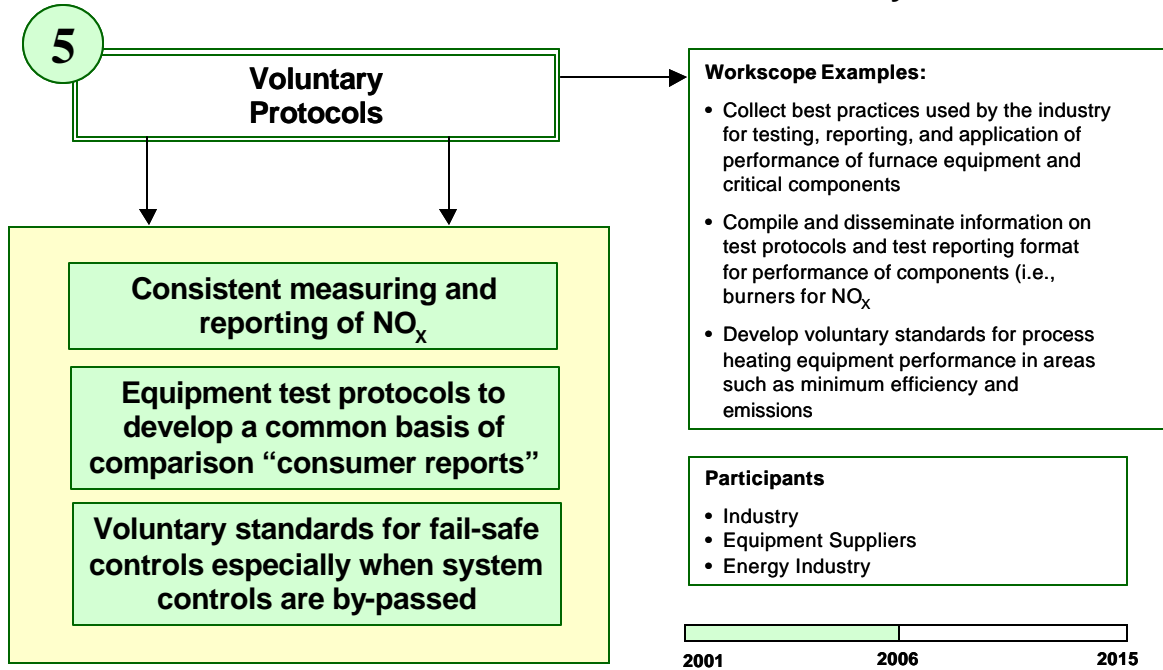 5
Voluntary
Protocols
Consistent measuring and
reporting of NOX
Equipment test protocols to
develop a common basis of
comparison “consumer reports”
Voluntary standards for fail-safe
controls especially when system
controls are by-passed
Workscope Examples:
• Collect best practices used by the industry
for testing, reporting, and application of
performance of furnace equipment and
critical components
• Compile and disseminate information on
test protocols and test reporting format
for performance of components (i.e.,
burners for NOX
• Develop voluntary standards for process
heating equipment performance in areas
such as minimum efficiency and
emissions
Participants
• Industry
• Equipment Suppliers
• Energy Industry
2001 2006 2015